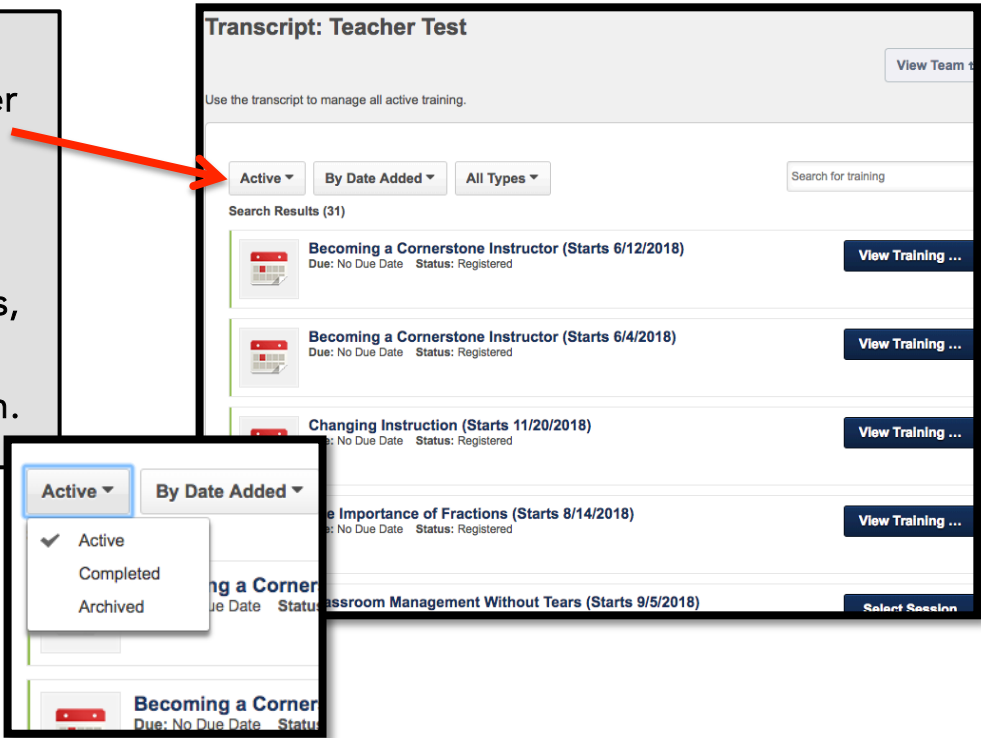 Transcript: Teacher Test
View Team
Use the transcript to manage all active training.
Active
By Date Added
All Types
Search for training
Search Results (31)
Becoming a Cornerstone Instructor (Starts 6/12/2018)
Due: No Due Date Status: Registered
View Training ...
Becoming a Cornerstone Instructor (Starts 6/4/2018)
Due: No Due Date Status: Registered
View Training ...
Changing Instruction (Starts 11/20/2018)
No Due Date Status: Registered
View Training ...
Importance of Fractions (Starts 8/14/2018)
No Due Date Status: Registered
View Training ...
Management Without Tears (Starts 9/5/2018)
Select Session
Active
By Date Added
Active
Completed
Archived
Becoming a
Due: No Due Date